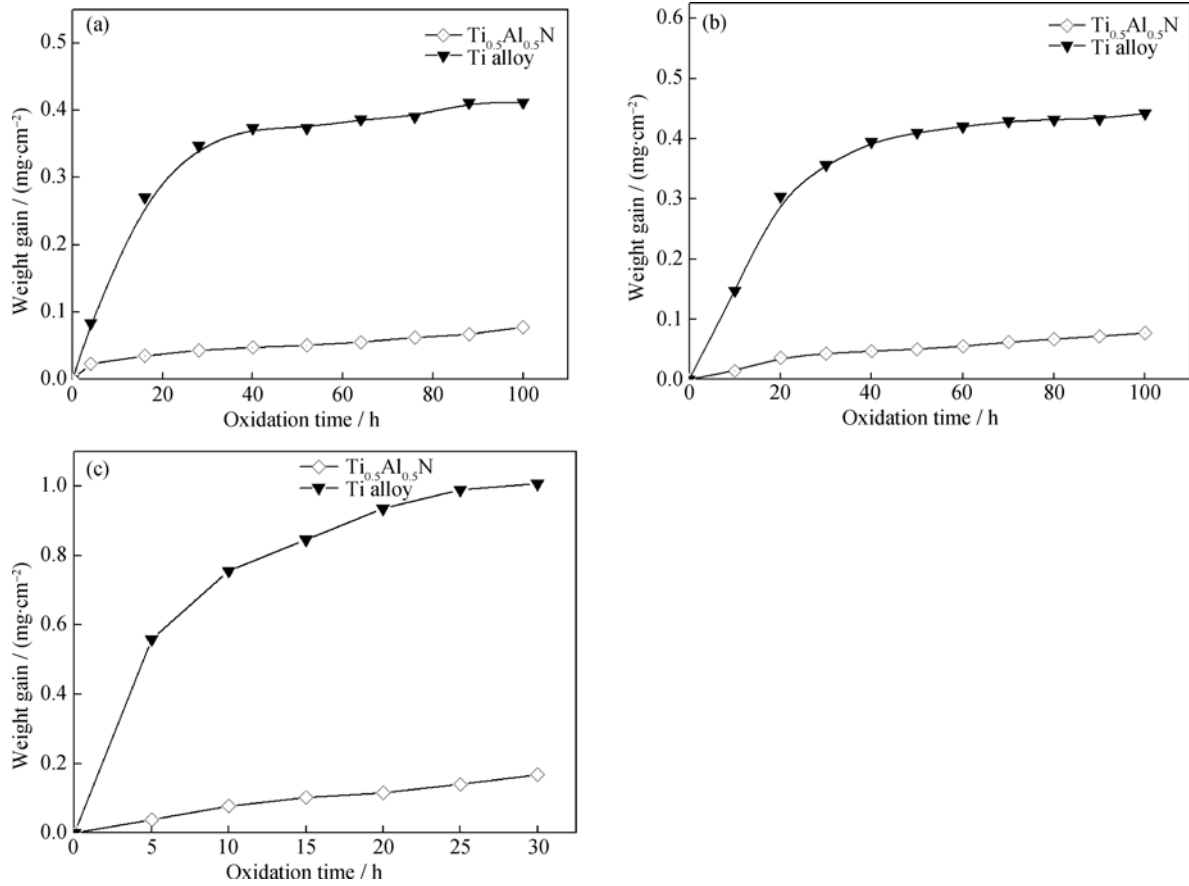 (a)
Ti0.5Al0.5N
Ti alloy
0.5
0.4
0.3
0.2
0.1
0.0
Weight gain / (mg·cm−2)
0 20 40 60 80 100
Oxidation time / h
(b)
Ti0.5Al0.5N
Ti alloy
0.6
0.5
0.4
0.3
0.2
0.1
0.0
Weight gain / (mg·cm−2)
0 20 40 60 80 100
Oxidation time / h
(c)
Ti0.5Al0.5N
Ti alloy
1.0
0.8
0.6
0.4
0.2
0.0
Weight gain / (mg·cm−2)
0 5 10 15 20 25 30
Oxidation time / h